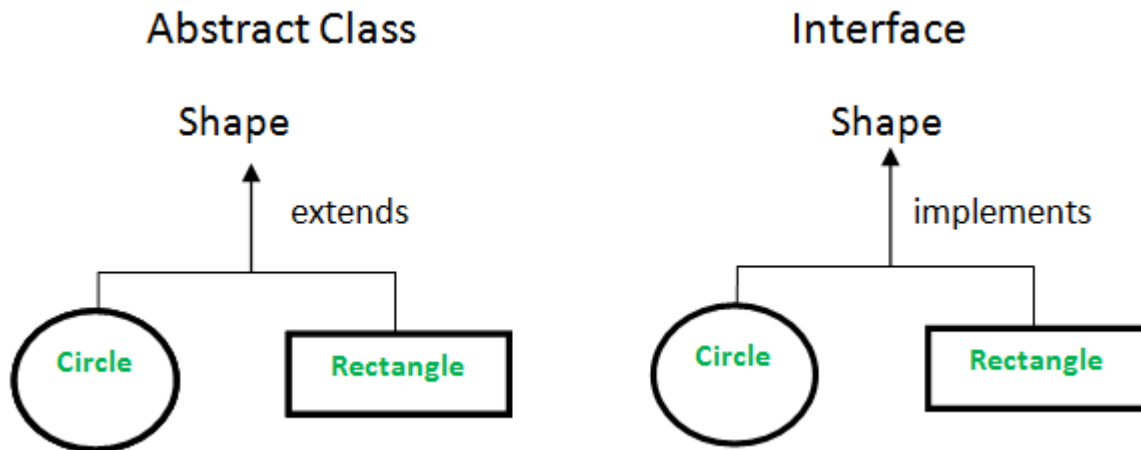 Abstract Class
Shape
extends
Circle
Rectangle
Interface
Shape
implements
Circle
Rectangle